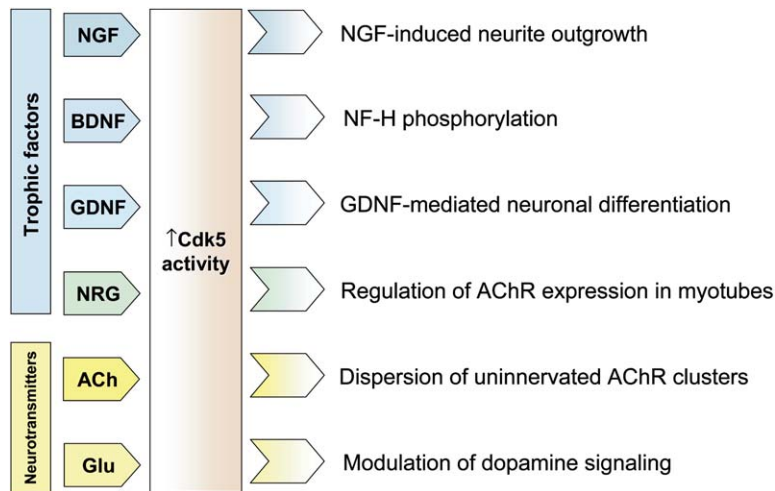 Trophic factors
NGF
NGF-induced neurite outgrowth
BDNF
NF-H phosphorylation
GDNF
GDNF-mediated neuronal differentiation
↑Cdk5
activity
NRG
Regulation of AChR expression in myotubes
Neurotransmitters
ACh
Dispersion of uninnervated AChR clusters
Glu
Modulation of dopamine signaling